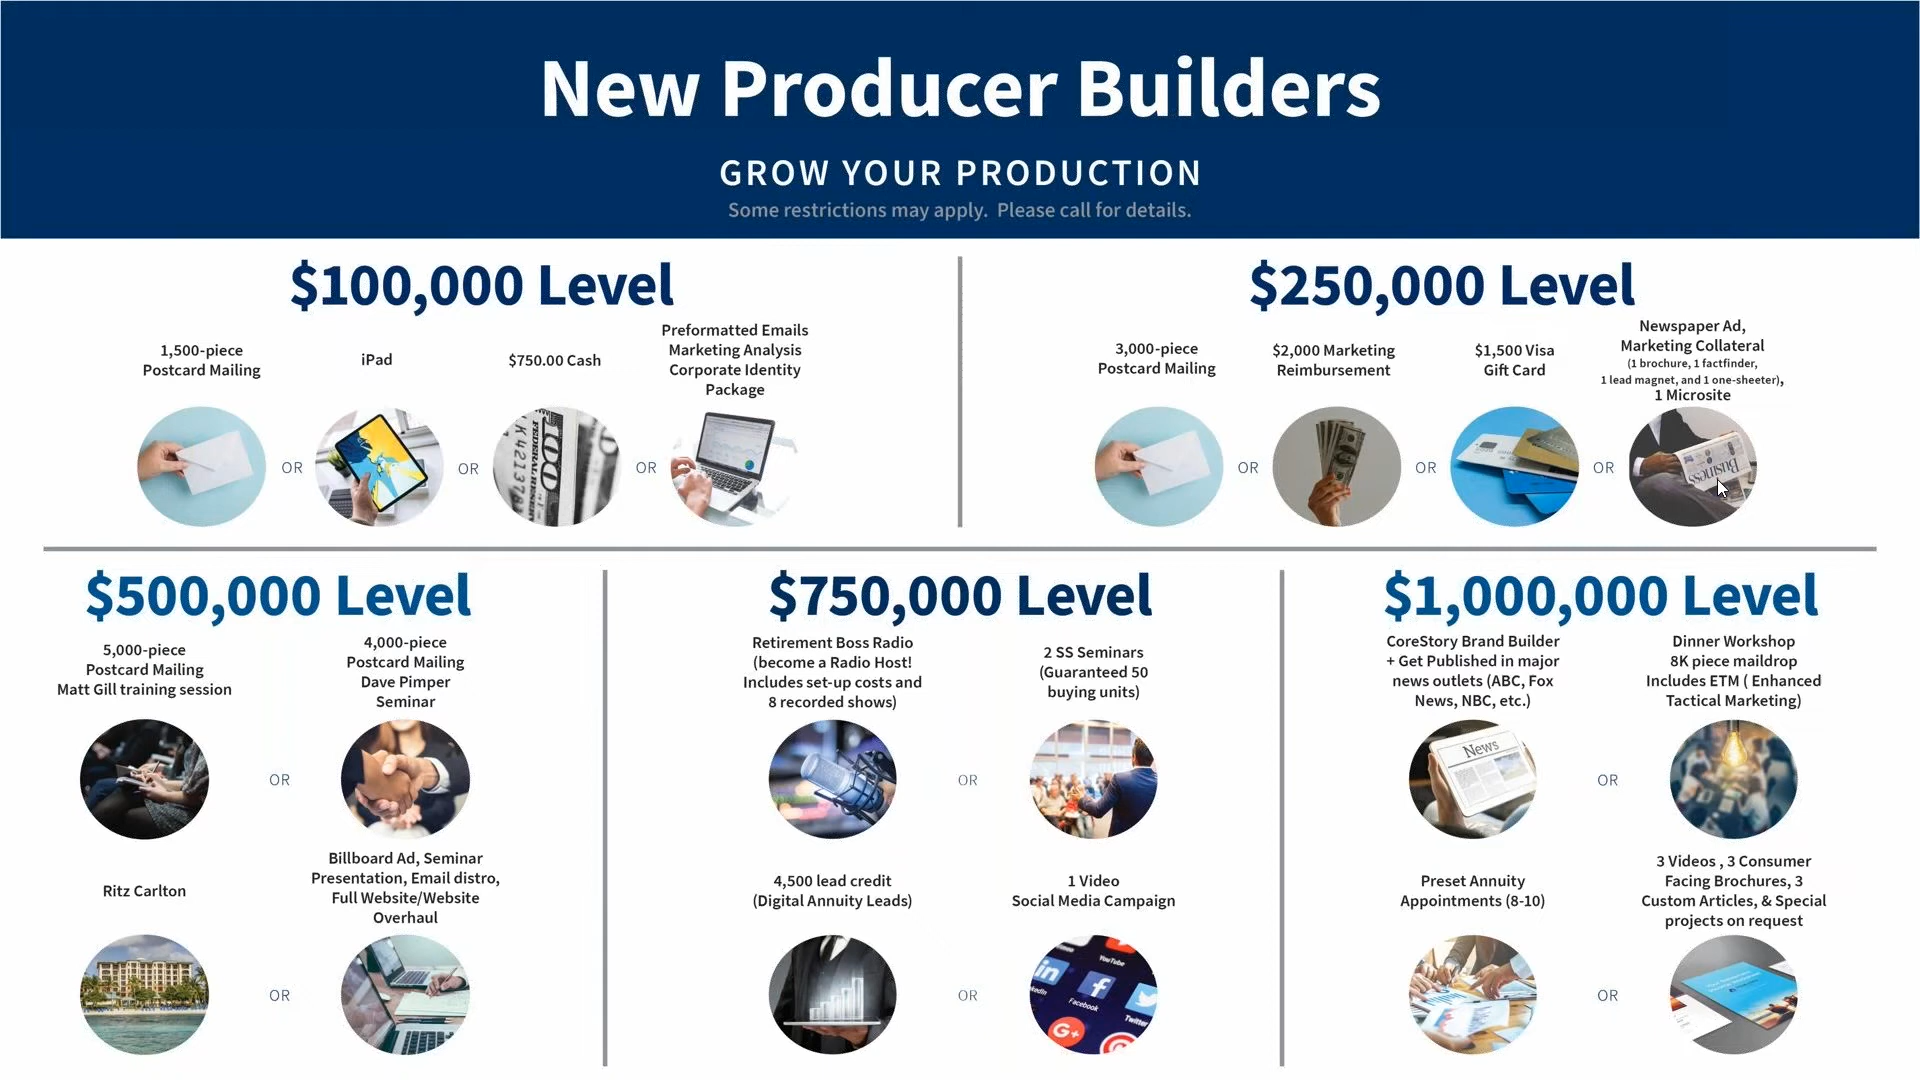 New Producer Builders
GROW YOUR PRODUCTION
Some restrictions may apply. Please call for details.
$100,000 Level
1,500-piece
Postcard Mailing
OR
iPad
OR
$750.00 Cash
OR
Preformatted Emails
Marketing Analysis
Corporate Identity
Package
$250,000 Level
3,000-piece
Postcard Mailing
OR
$2,000 Marketing
Reimbursement
OR
$1,500 Visa
Gift Card
OR
Newspaper Ad,
Marketing Collateral
(1 brochure, 1 factfinder,
1 lead magnet, and 1 one-sheeter),
1 Microsite
Business
$500,000 Level
5,000-piece
Postcard Mailing
Matt Gill training session
OR
4,000-piece
Postcard Mailing
Dave Pimper
Seminar
Ritz Carlton
OR
Billboard Ad, Seminar
Presentation, Email distro,
Full Website/Website
Overhaul
$750,000 Level
Retirement Boss Radio
(become a Radio Host!
Includes set-up costs and
8 recorded shows)
OR
2 SS Seminars
(Guaranteed 50
buying units)
4,500 lead credit
(Digital Annuity Leads)
OR
1 Video
Social Media Campaign
YouTube
in
Facebook
Twitter
G+
$1,000,000 Level
CoreStory Brand Builder
+ Get Published in major
news outlets (ABC, Fox
News, NBC, etc.)
News
OR
Dinner Workshop
8K piece maildrop
Includes ETM ( Enhanced
Tactical Marketing)
Preset Annuity
Appointments (8-10)
OR
3 Videos , 3 Consumer
Facing Brochures, 3
Custom Articles, & Special
projects on request